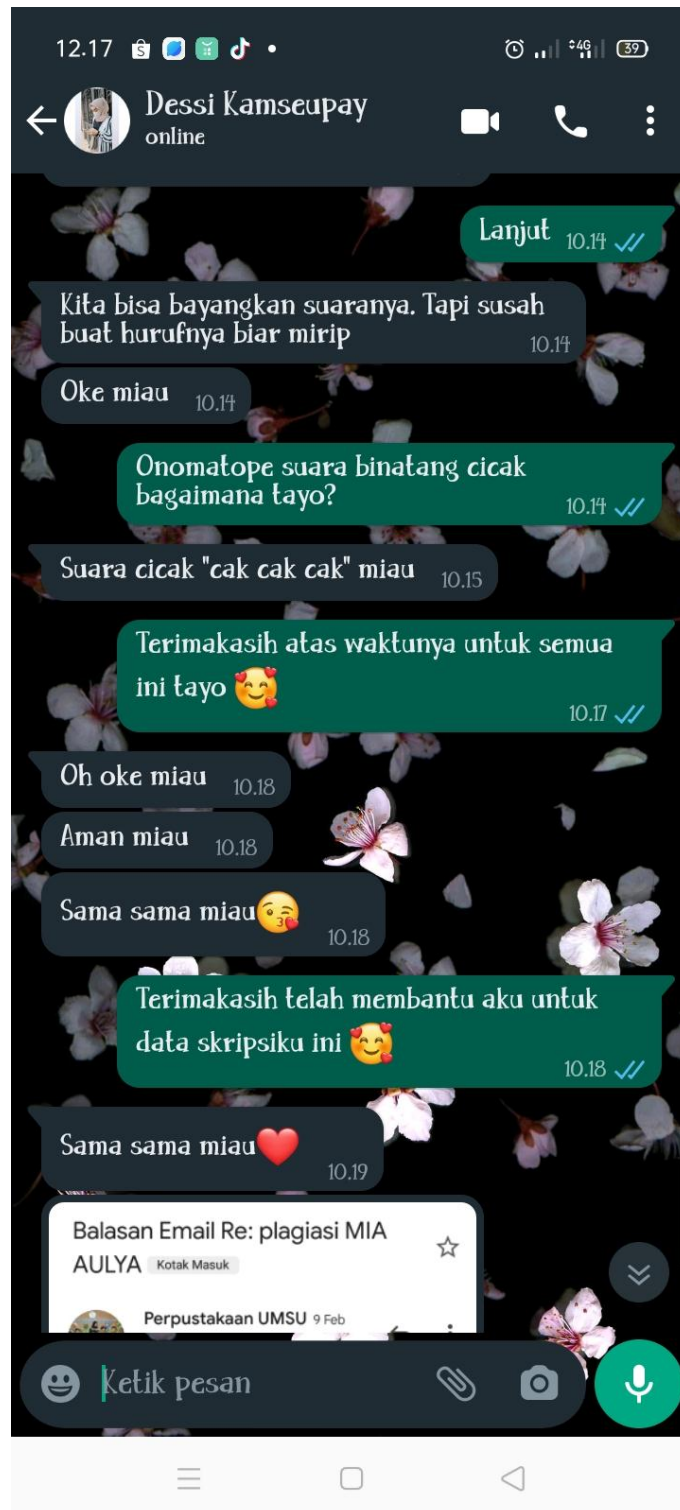 12.17
4G
39
Dessi Kamseupay
online
Lanjut 10.14
Kita bisa bayangkan suaranya. Tapi susah
buat hurufnya biar mirip
10.14
Oke miau 10.14
Onomatope suara binatang cicak
bagaimana tayo?
10.14
Suara cicak "cak cak cak" miau 10.15
Terimakasih atas waktunya untuk semua
ini tayo 🥰
10.17
Oh oke miau 10.18
Aman miau 10.18
Sama sama miau😘
10.18
Terimakasih telah membantu aku untuk
data skripsiku ini 🥰
10.18
Sama sama miau❤️
10.19
Balasan Email Re: plagiasi MIA
AULYA Kotak Masuk
Perpustakaan UMSU 9 Feb
Ketik pesan